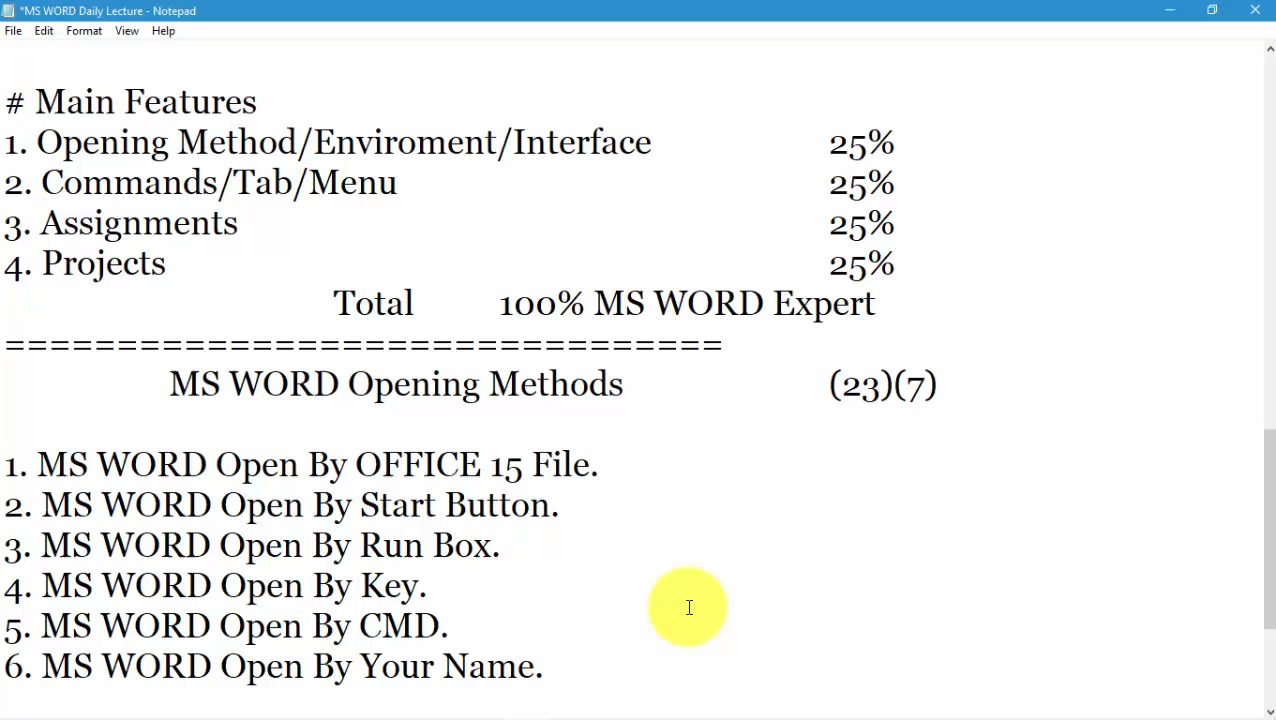 *MS WORD Daily Lecture - Notepad
File Edit Format View Help
# Main Features
1. Opening Method/Enviroment/Interface 25%
2. Commands/Tab/Menu 25%
3. Assignments 25%
4. Projects 25%
Total 100% MS WORD Expert
================================
MS WORD Opening Methods (23)(7)
1. MS WORD Open By OFFICE 15 File.
2. MS WORD Open By Start Button.
3. MS WORD Open By Run Box.
4. MS WORD Open By Key.
5. MS WORD Open By CMD.
6. MS WORD Open By Your Name.